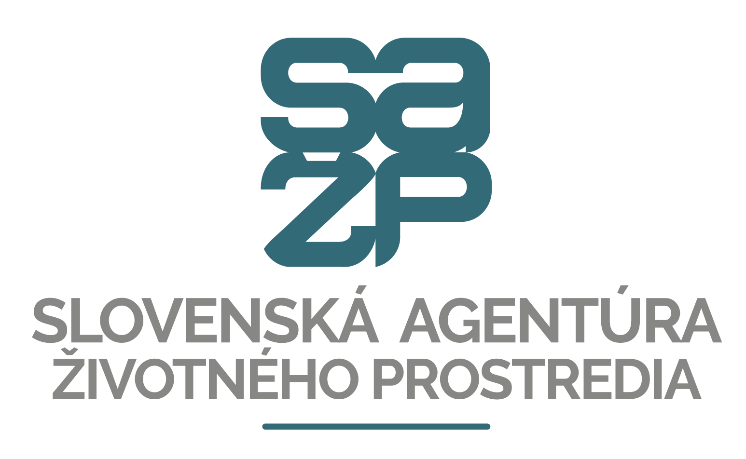 sa
žp
SLOVENSKÁ AGENTÚRA
ŽIVOTNÉHO PROSTREDIA